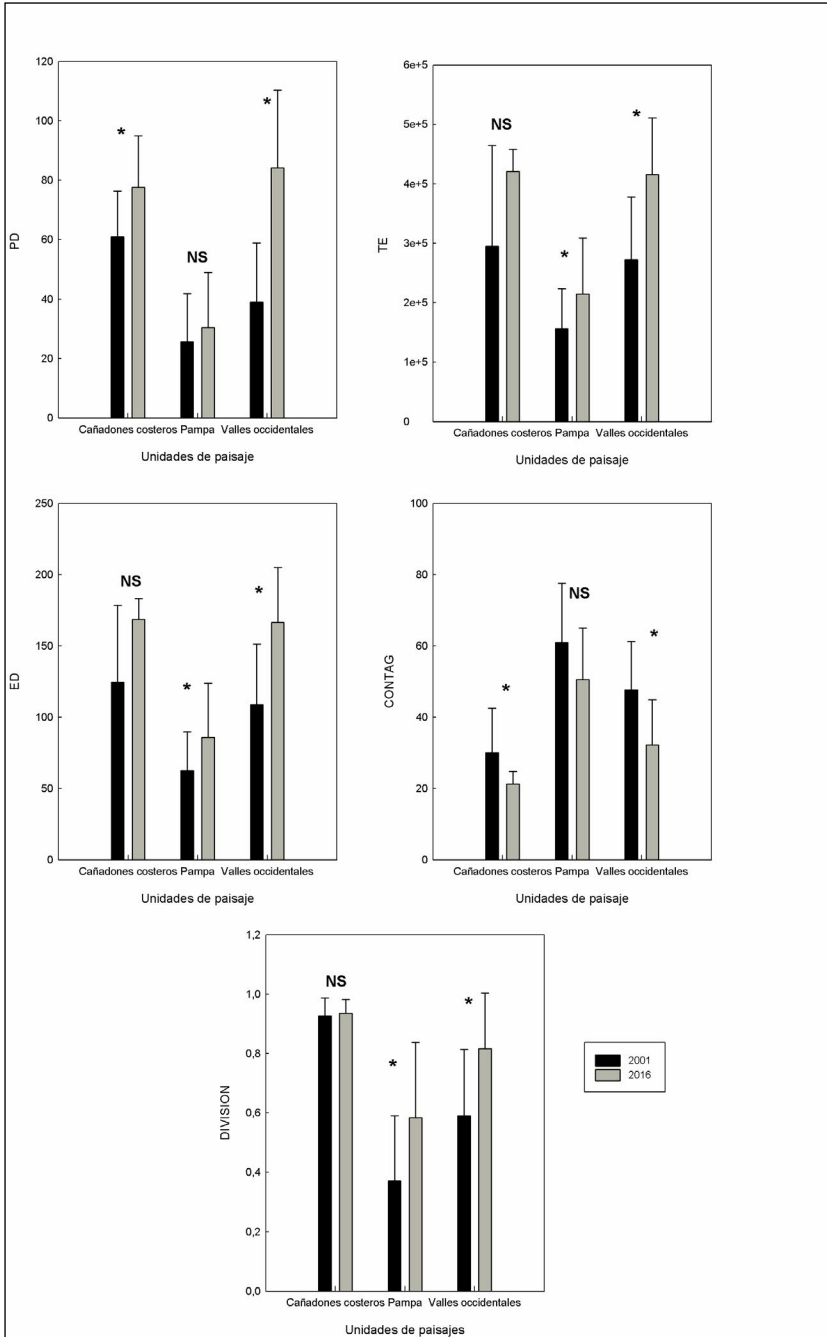 120
100
80
60
40
20
0
PD
*
NS
*
Cañadones costeros Pampa Valles occidentales
Unidades de paisaje
6e+5
5e+5
4e+5
3e+5
2e+5
1e+5
0
TE
NS
*
*
Cañadones costeros Pampa Valles occidentales
Unidades de paisaje
250
200
150
100
50
0
ED
NS
*
*
Cañadones costeros Pampa Valles occidentales
Unidades de paisaje
100
80
60
40
20
0
CONTAG
*
NS
*
Cañadones costeros Pampa Valles occidentales
Unidades de paisaje
1,2
1,0
0,8
0,6
0,4
0,2
0,0
DIVISION
NS
*
*
Cañadones costeros Pampa Valles occidentales
Unidades de paisajes
2001
2016